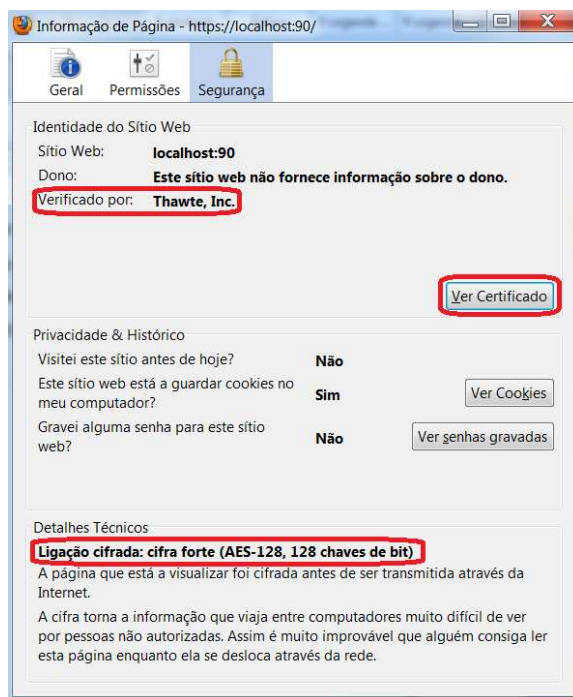 Informação de Página - https://localhost:90/
Geral Permissões Segurança
Identidade do Sítio Web
Sítio Web: localhost:90
Dono: Este sítio web não fornece informação sobre o dono.
Verificado por: Thawte, Inc.
Ver Certificado
Privacidade & Histórico
Visitei este sítio antes de hoje? Não
Este sítio web está a guardar cookies no
meu computador? Sim Ver Cookies
Gravei alguma senha para este sítio
web? Não Ver senhas gravadas
Detalhes Técnicos
Ligação cifrada: cifra forte (AES-128, 128 chaves de bit)
A página que está a visualizar foi cifrada antes de ser transmitida através da
Internet.
A cifra torna a informação que viaja entre computadores muito difícil de ver
por pessoas não autorizadas. Assim é muito improvável que alguém consiga ler
esta página enquanto ela se desloca através da rede.